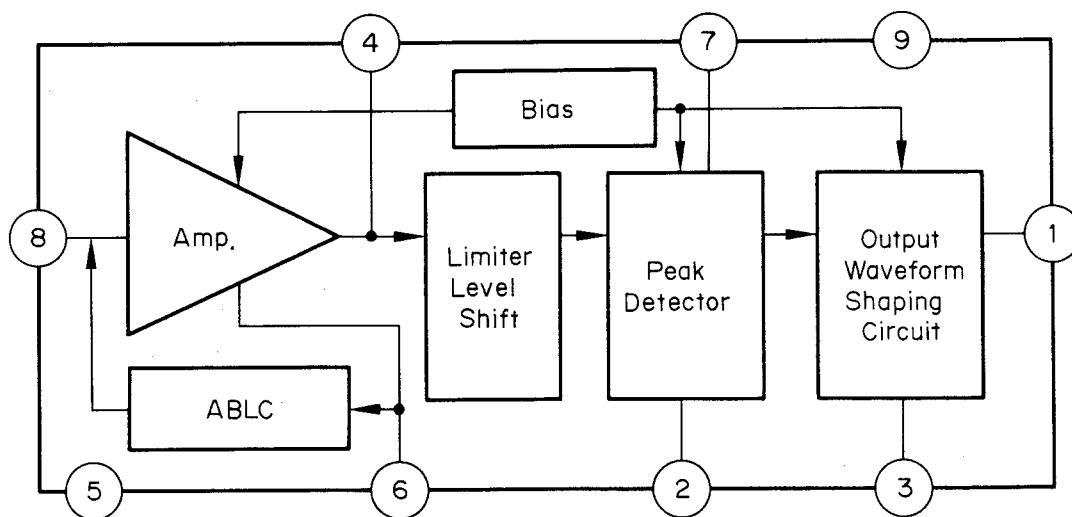 4
7
9
Bias
8
Amp.
Limiter
Level
Shift
Peak
Detector
Output
Waveform
Shaping
Circuit
1
ABLC
5
6
2
3